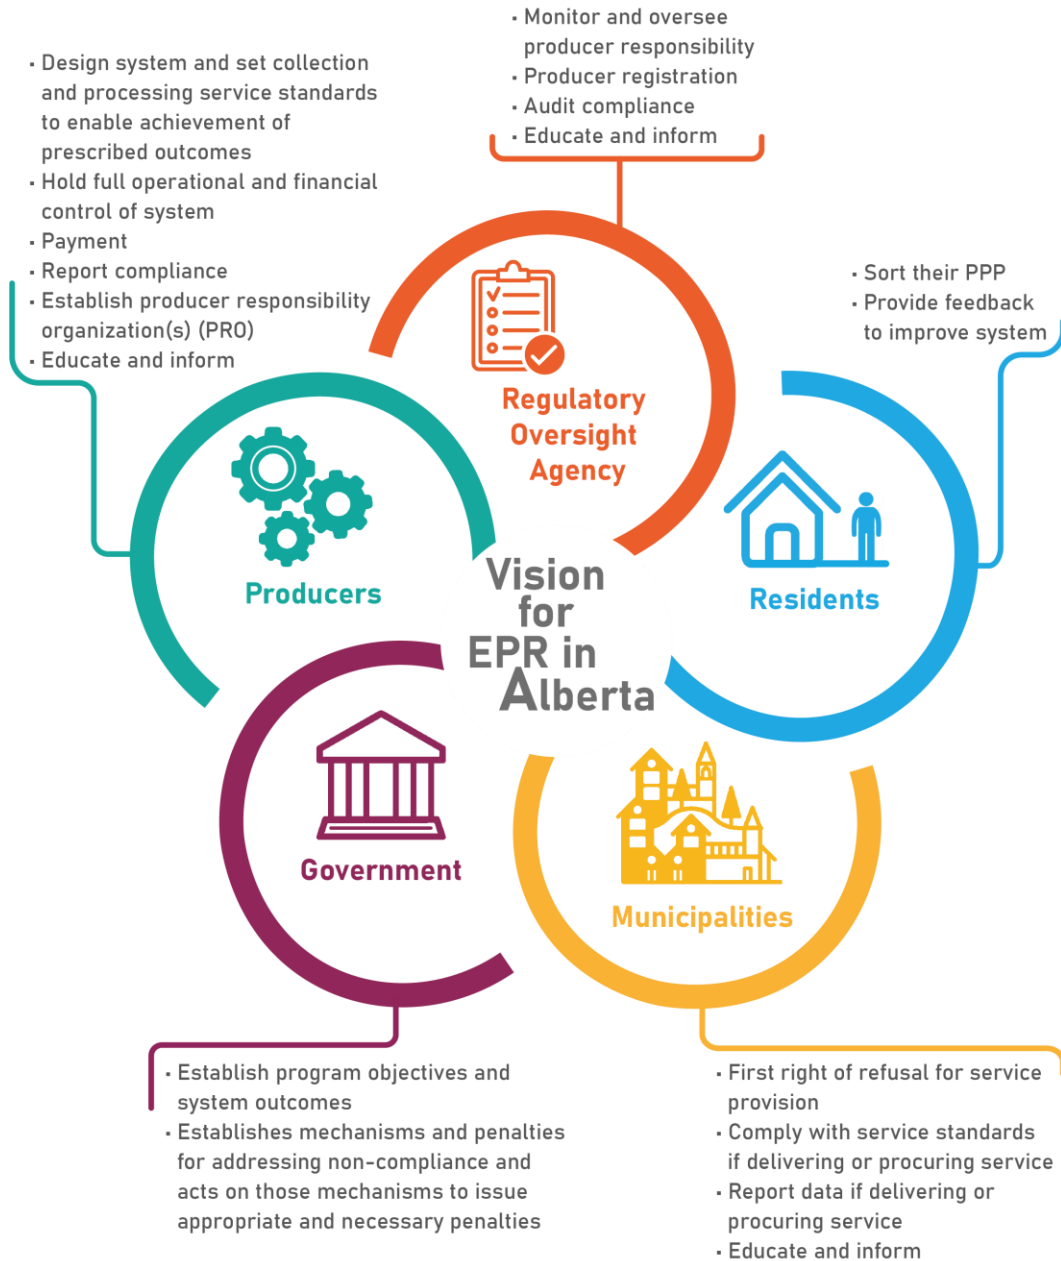 · Monitor and oversee
producer responsibility
· Producer registration
· Audit compliance
· Educate and inform
· Design system and set collection
and processing service standards
to enable achievement of
prescribed outcomes
· Hold full operational and financial
control of system
· Payment
· Report compliance
· Establish producer responsibility
organization(s) (PRO)
· Educate and inform
· Sort their PPP
· Provide feedback
to improve system
Regulatory
Oversight
Agency
Producers
Residents
Vision
for
EPR in
Alberta
Government
Municipalities
· Establish program objectives and
system outcomes
· Establishes mechanisms and penalties
for addressing non-compliance and
acts on those mechanisms to issue
appropriate and necessary penalties
· First right of refusal for service
provision
· Comply with service standards
if delivering or procuring service
· Report data if delivering or
procuring service
· Educate and inform